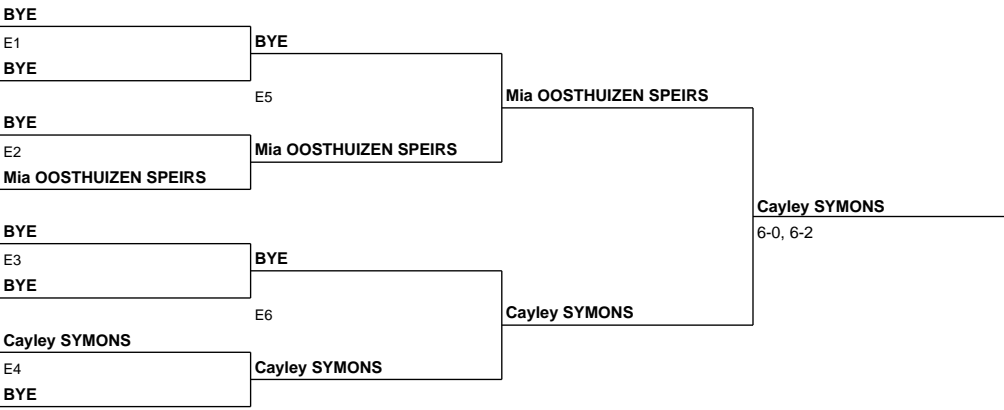 BYE
E1
BYE
BYE
E5
Mia OOSTHUIZEN SPEIRS
BYE
E2
Mia OOSTHUIZEN SPEIRS
Mia OOSTHUIZEN SPEIRS
Cayley SYMONS
6-0, 6-2
BYE
E3
BYE
BYE
E6
Cayley SYMONS
Cayley SYMONS
E4
Cayley SYMONS
BYE